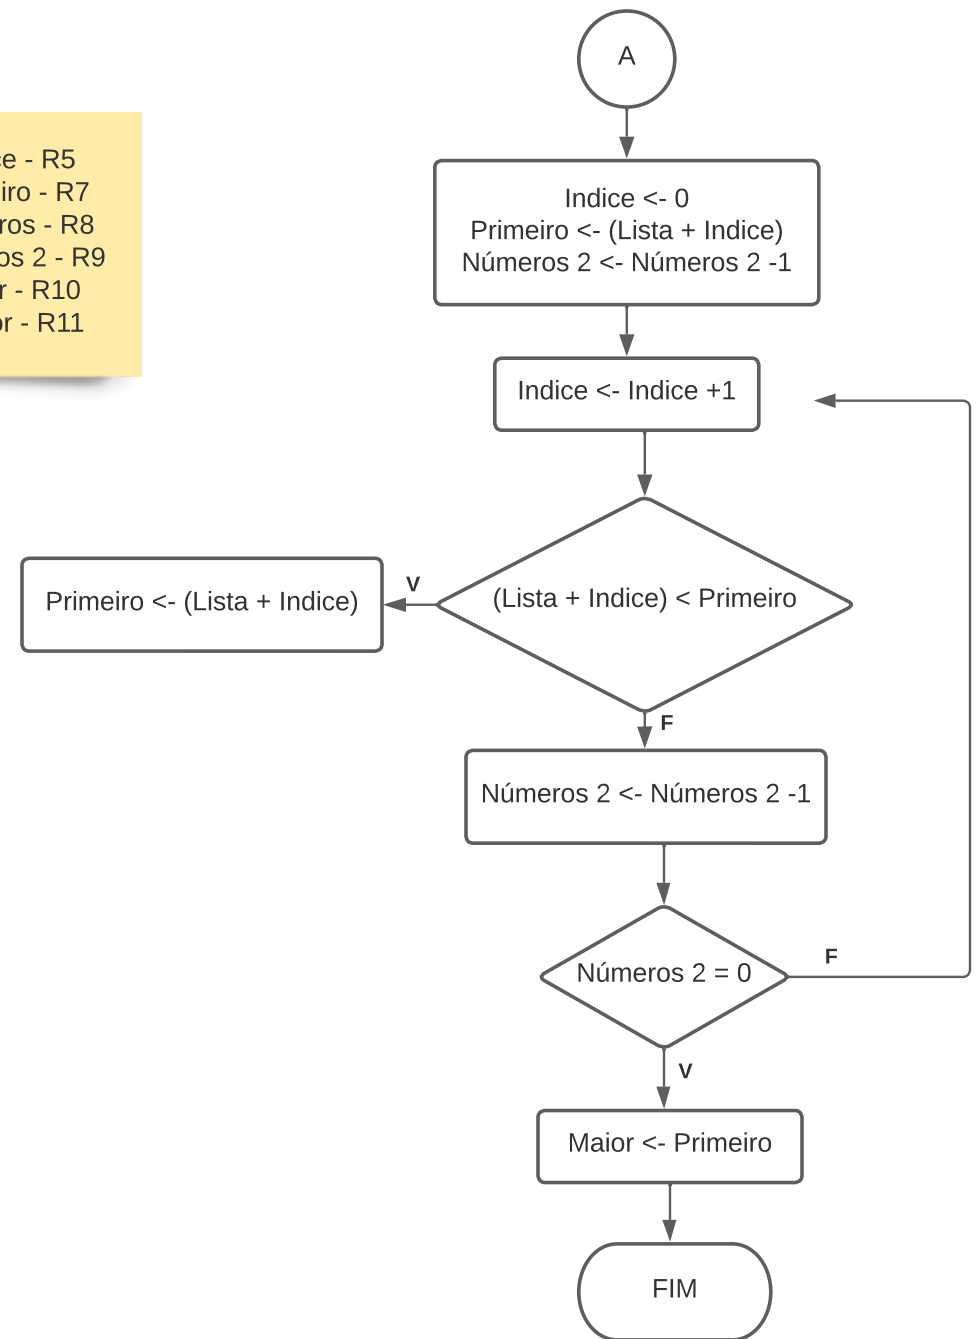 A
ce - R5
iro - R7
ros - R8
os 2 - R9
r - R10
or - R11
Indice <- 0
Primeiro <- (Lista + Indice)
Números 2 <- Números 2 -1
Indice <- Indice +1
(Lista + Indice) < Primeiro
V
Primeiro <- (Lista + Indice)
F
Números 2 <- Números 2 -1
Números 2 = 0
F
V
Maior <- Primeiro
FIM